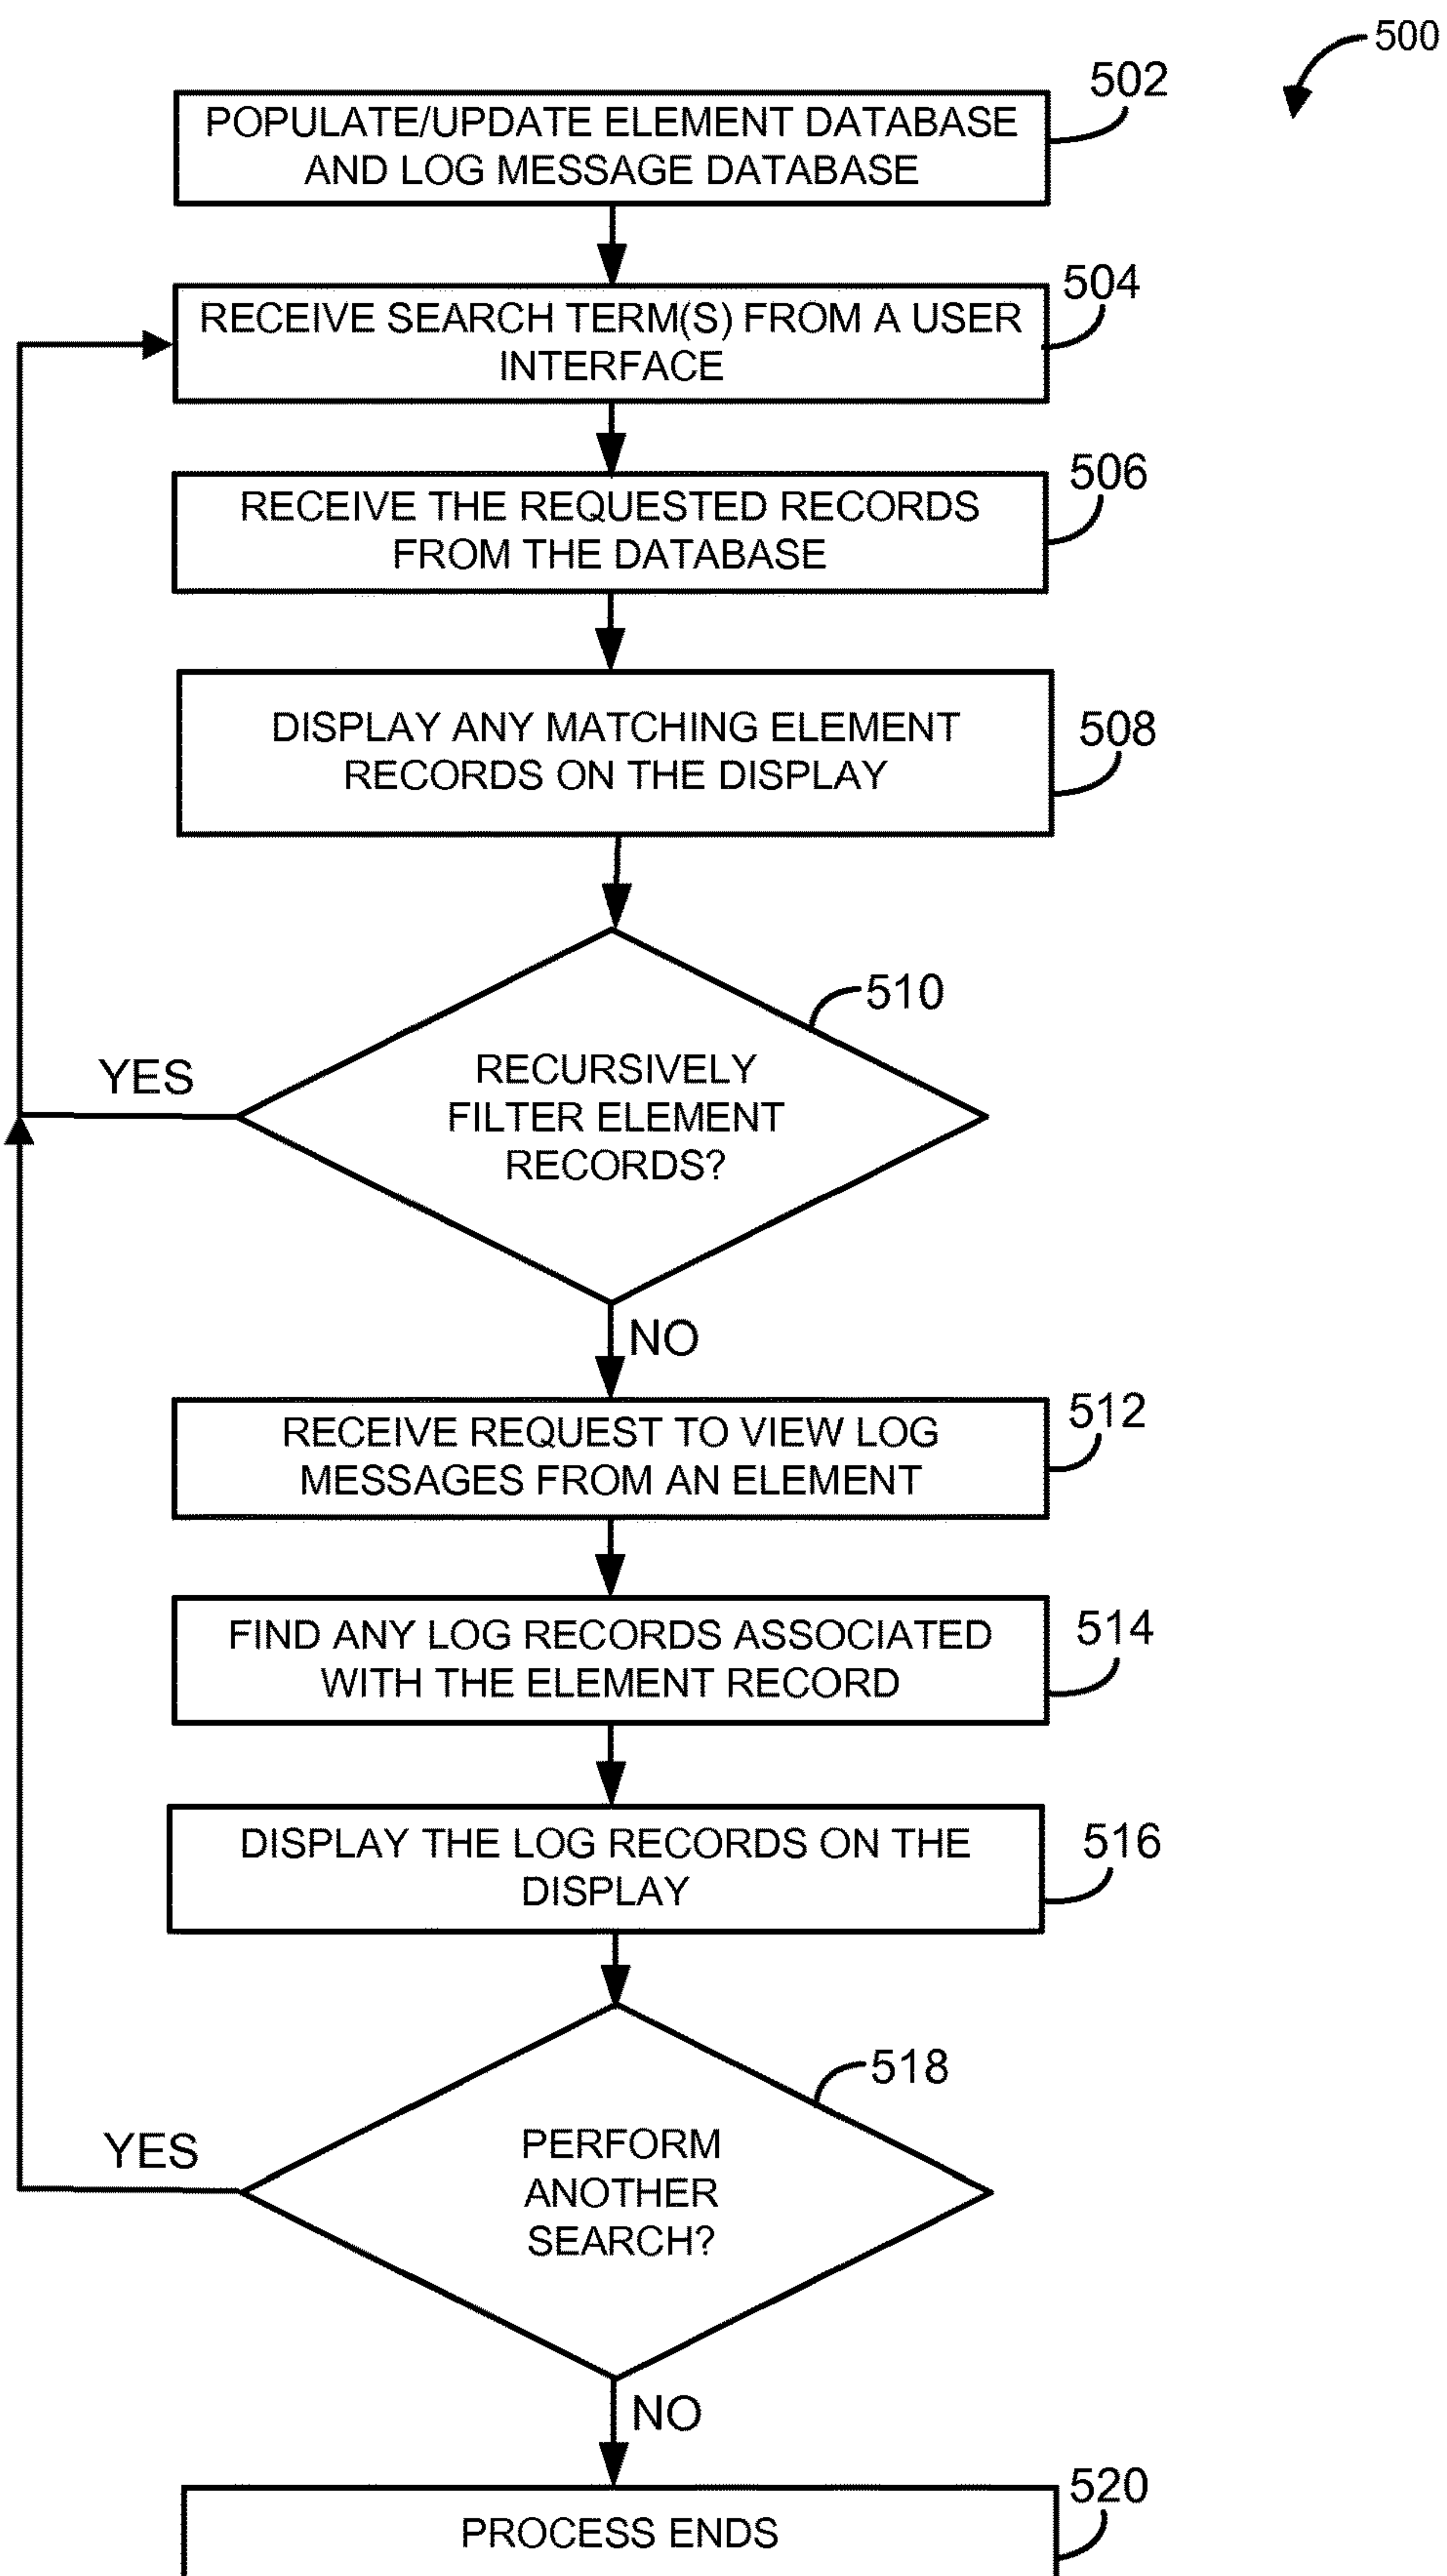 500
502
POPULATE/UPDATE ELEMENT DATABASE
AND LOG MESSAGE DATABASE
504
RECEIVE SEARCH TERM(S) FROM A USER
INTERFACE
506
RECEIVE THE REQUESTED RECORDS
FROM THE DATABASE
508
DISPLAY ANY MATCHING ELEMENT
RECORDS ON THE DISPLAY
510
YES
RECURSIVELY
FILTER ELEMENT
RECORDS?
NO
512
RECEIVE REQUEST TO VIEW LOG
MESSAGES FROM AN ELEMENT
514
FIND ANY LOG RECORDS ASSOCIATED
WITH THE ELEMENT RECORD
516
DISPLAY THE LOG RECORDS ON THE
DISPLAY
518
YES
PERFORM
ANOTHER
SEARCH?
NO
520
PROCESS ENDS